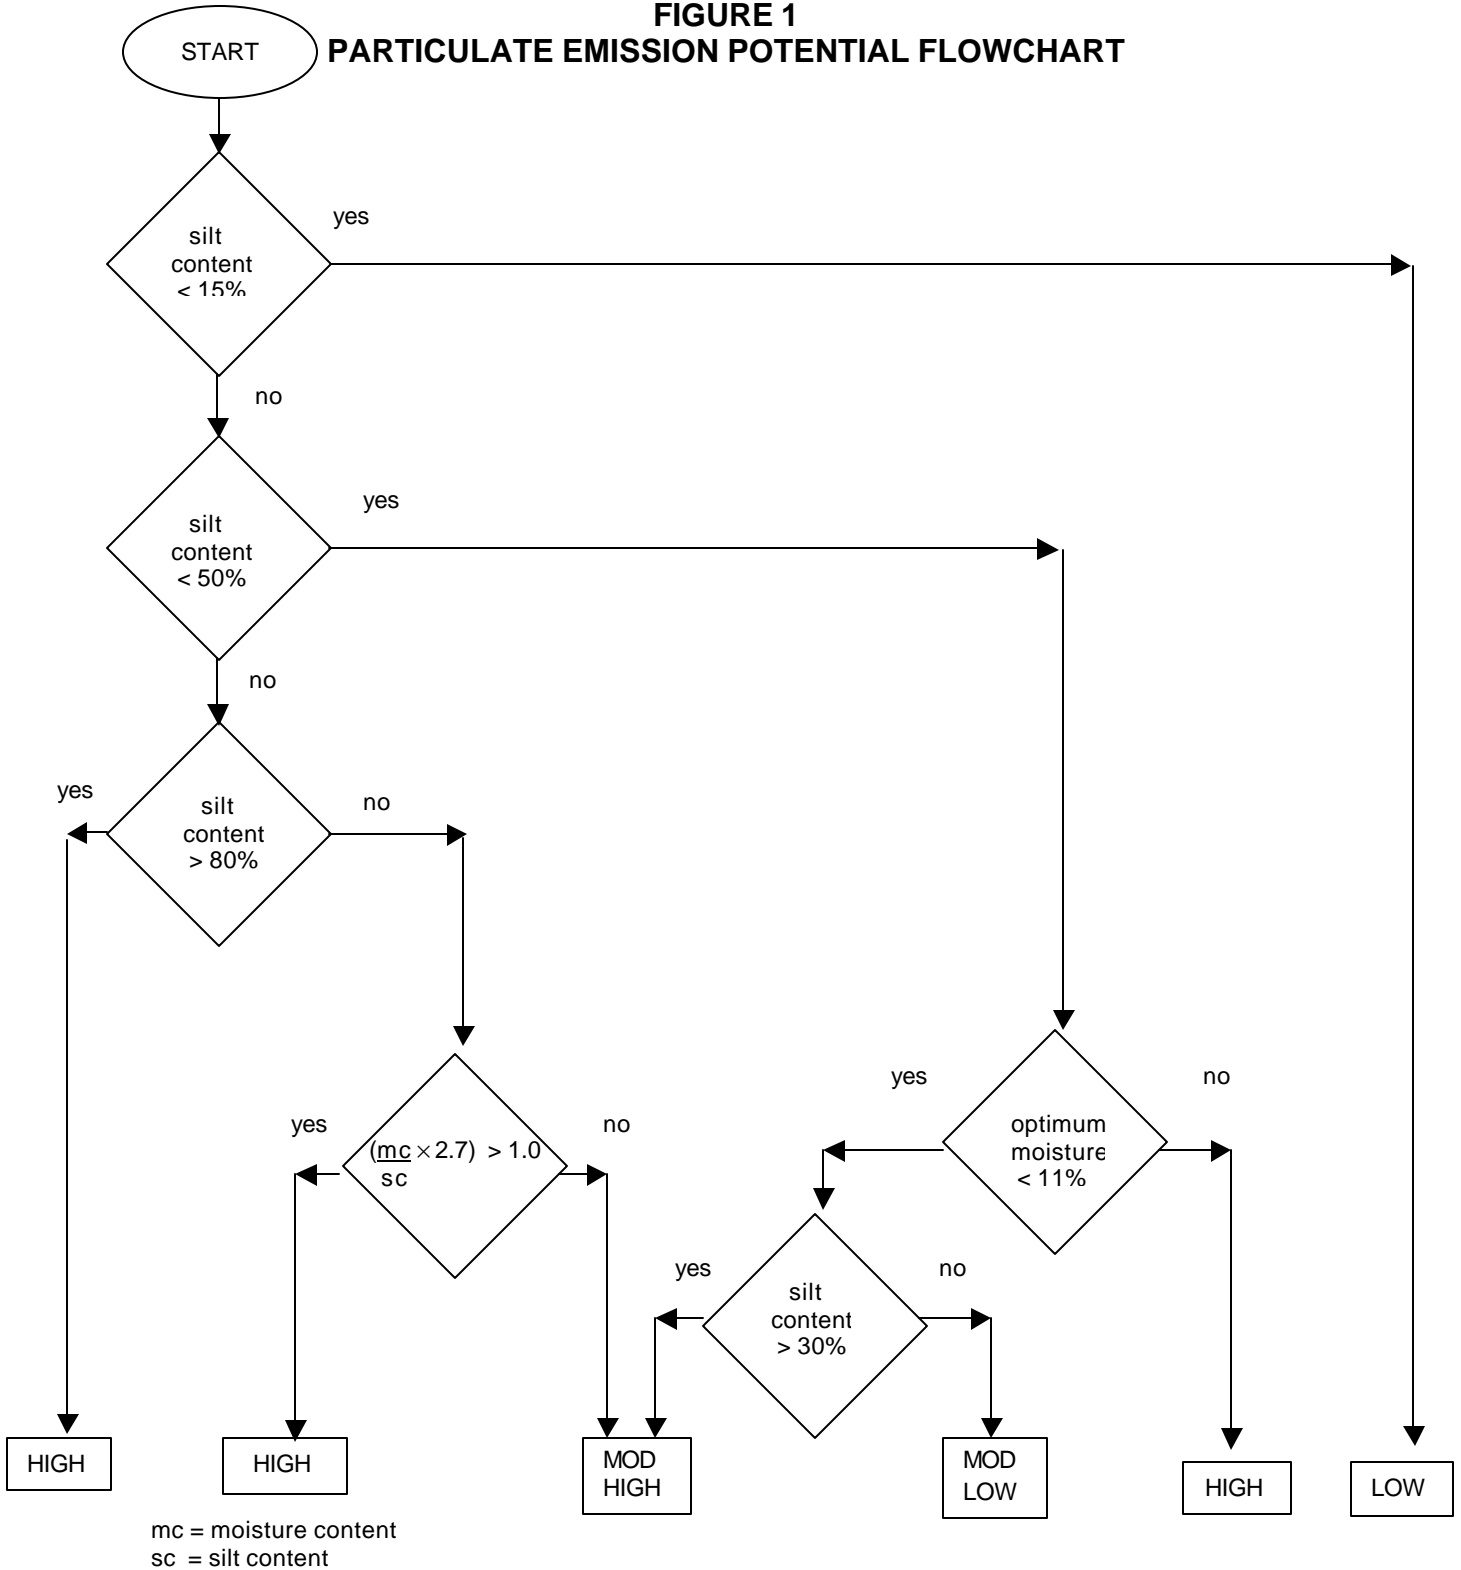 FIGURE 1
START
PARTICULATE EMISSION POTENTIAL FLOWCHART
yes
silt
content
< 15%
no
yes
silt
content
< 50%
no
yes
no
silt
content
> 80%
yes
no
optimum
moisture
< 11%
yes
no
(mc × 2.7) > 1.0
sc
yes
no
silt
content
> 30%
HIGH
HIGH
MOD
HIGH
MOD
LOW
HIGH
LOW
mc = moisture content
sc = silt content